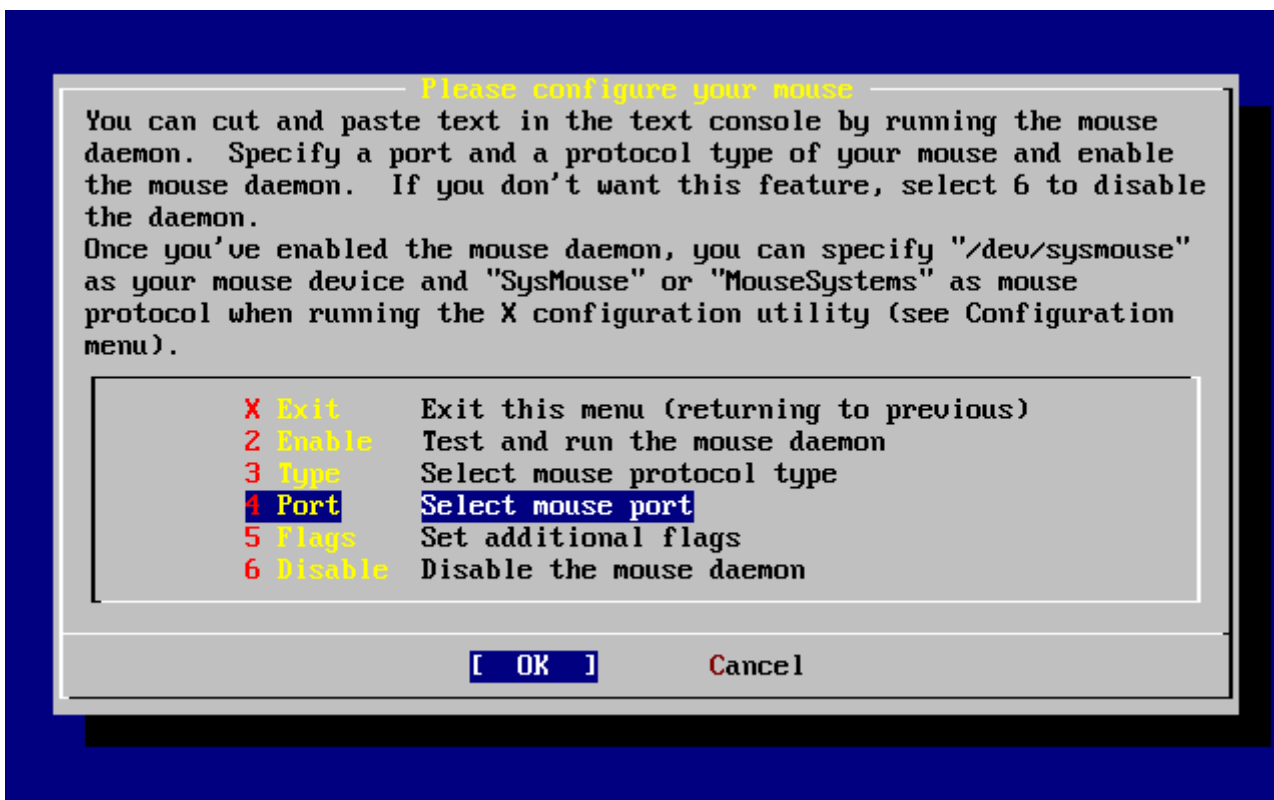 Please configure your mouse
You can cut and paste text in the text console by running the mouse
daemon.  Specify a port and a protocol type of your mouse and enable
the mouse daemon.  If you don't want this feature, select 6 to disable
the daemon.
Once you've enabled the mouse daemon, you can specify "/dev/sysmouse"
as your mouse device and "SysMouse" or "MouseSystems" as mouse
protocol when running the X configuration utility (see Configuration
menu).
X Exit     Exit this menu (returning to previous)
2 Enable   Test and run the mouse daemon
3 Type     Select mouse protocol type
4 Port     Select mouse port
5 Flags    Set additional flags
6 Disable  Disable the mouse daemon
[  OK  ]       Cancel